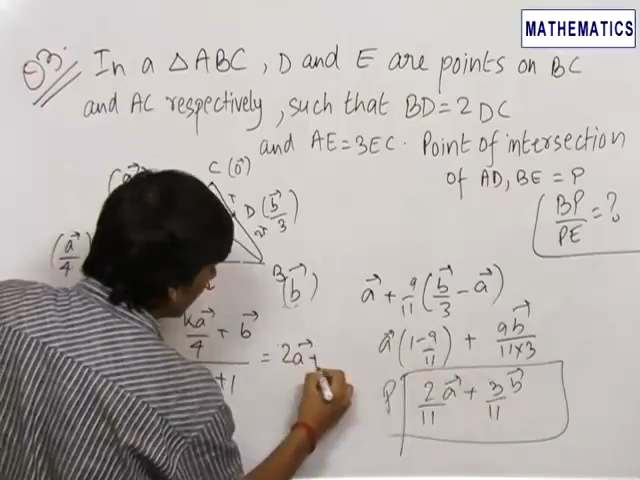 MATHEMATICS
Q3. In a △ABC, D and E are points on BC
and AC respectively, such that BD=2DC
and AE=3EC. Point of intersection
of AD, BE = P
BP/PE = ?
C (0⃗)
D (b⃗/3)
(a⃗/4)
B (b⃗)
a⃗ + 9/11 (b⃗/3 - a⃗)
a⃗ (1-9/11) + 9b⃗/11×3
P 2/11 a⃗ + 3/11 b⃗
ka⃗/4 + b⃗
+1
= 2a⃗ +